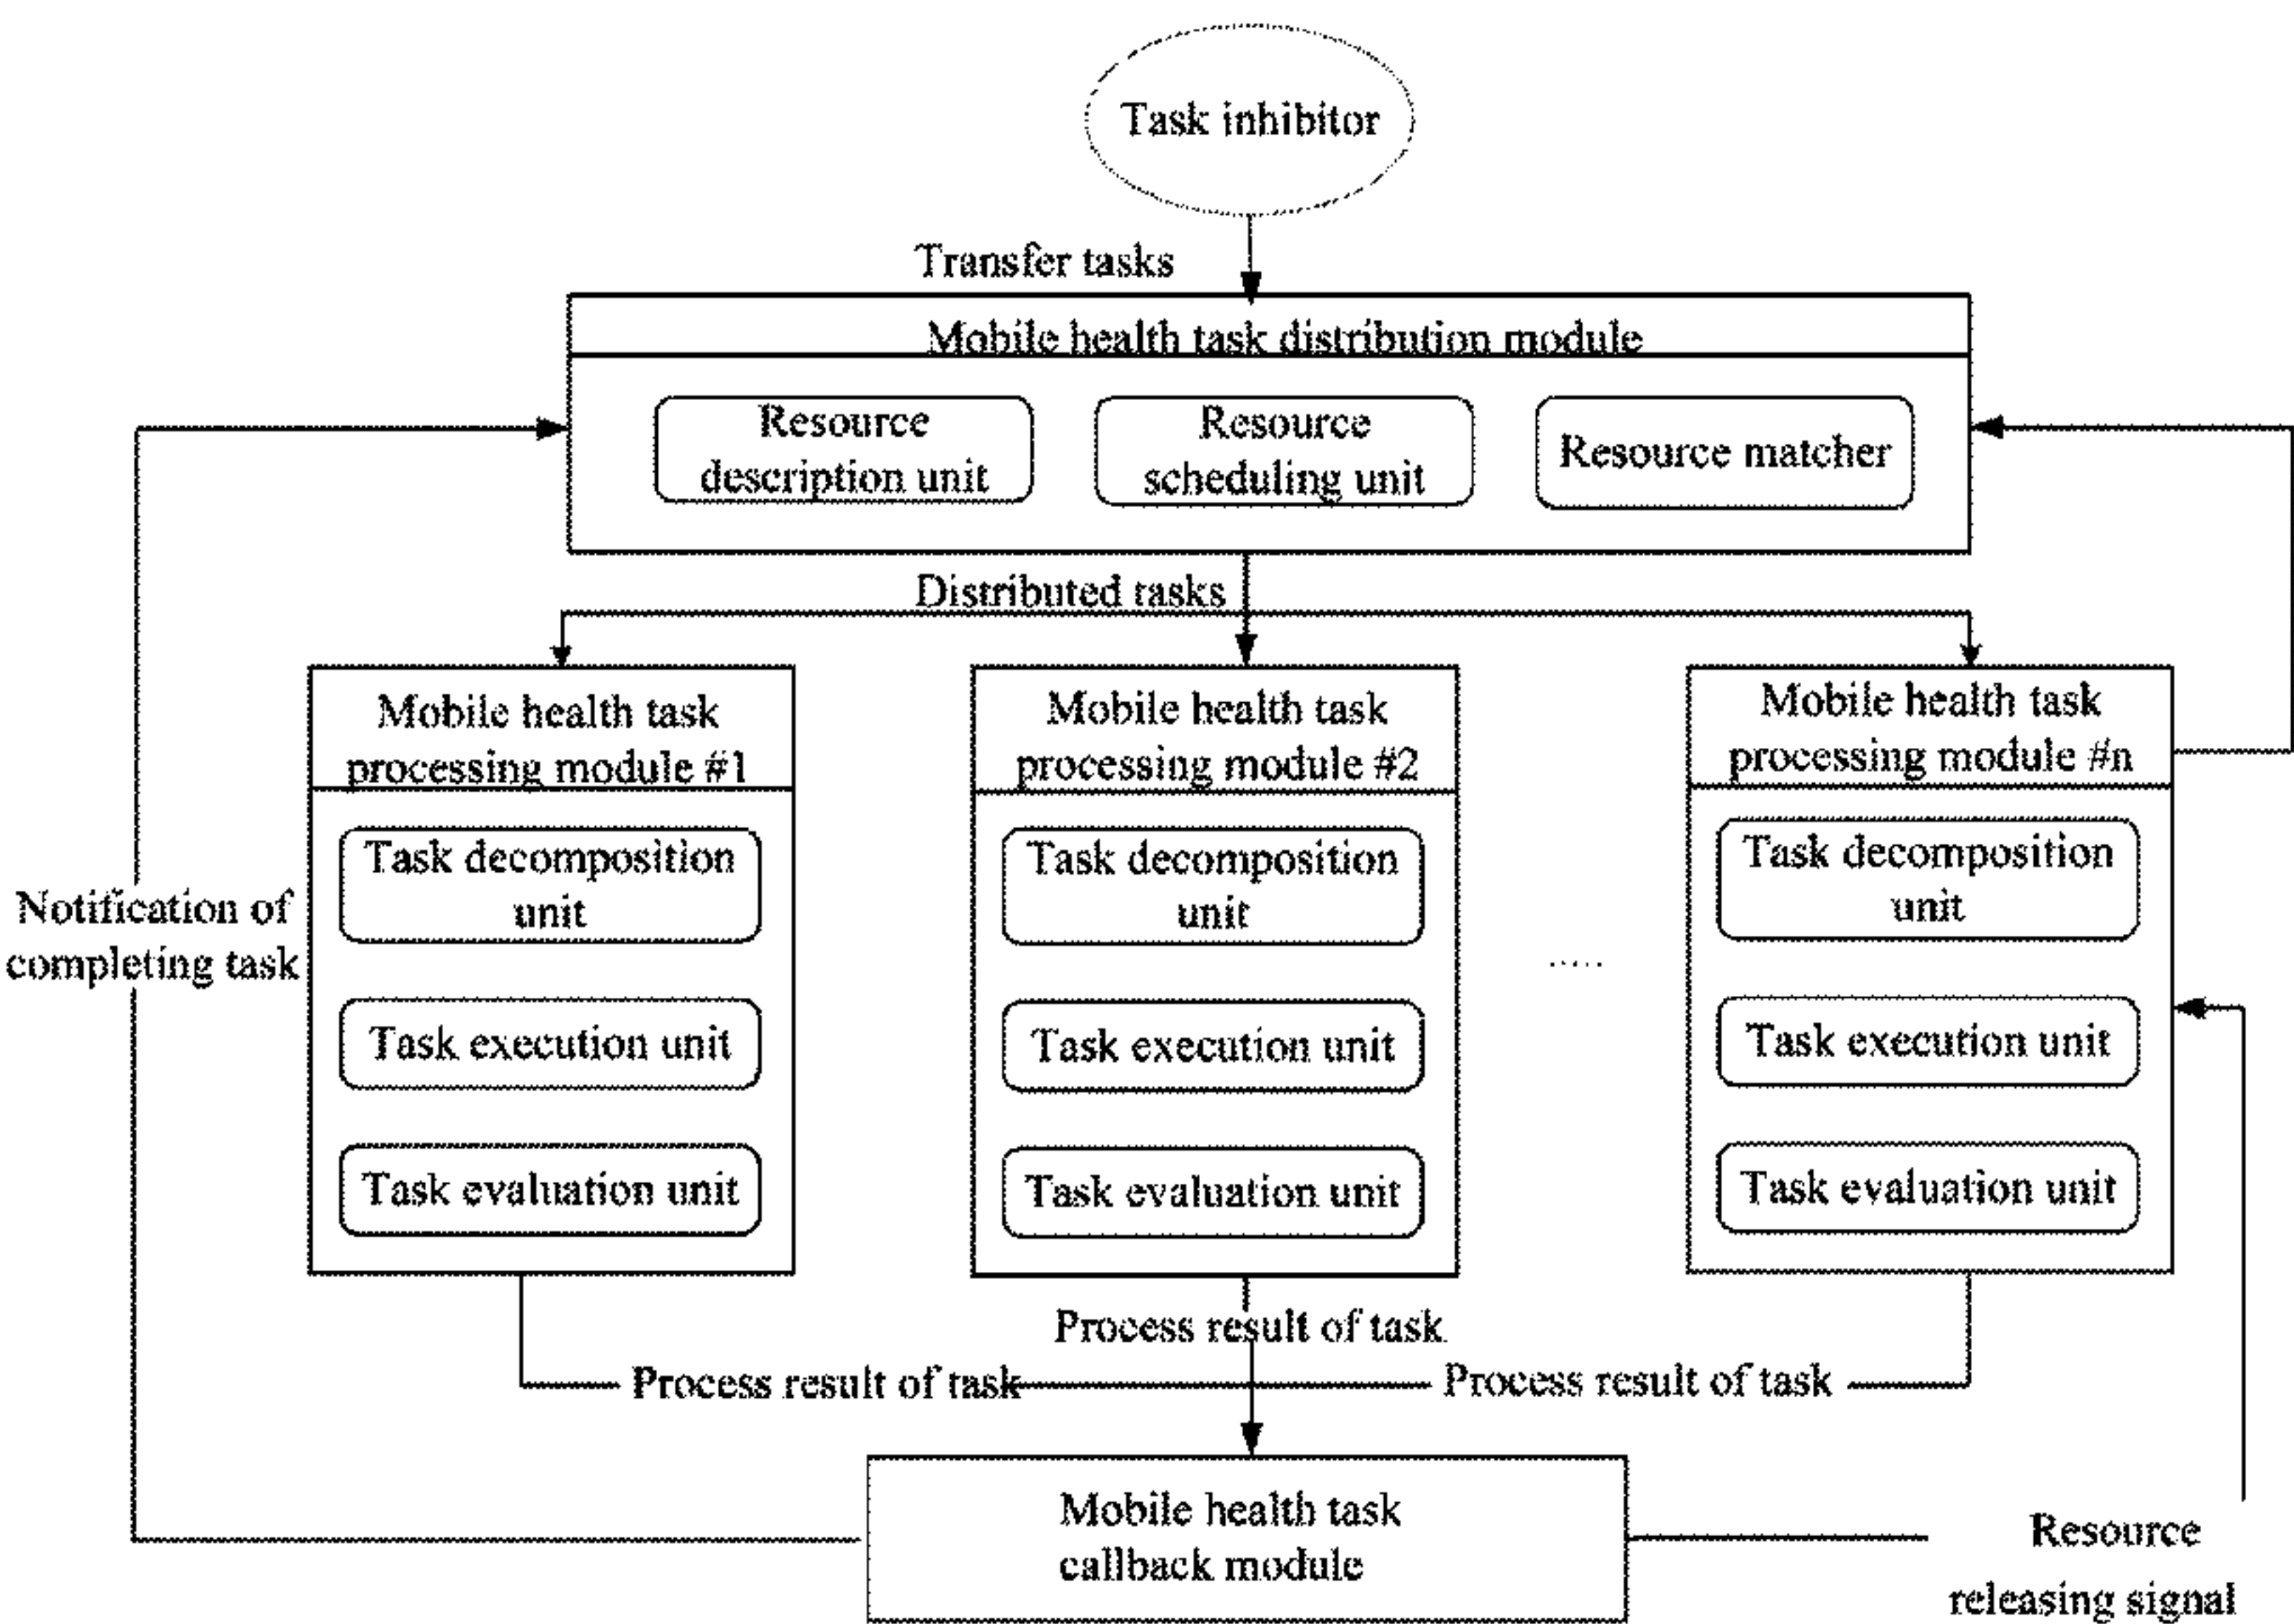 Task inhibitor
Transfer tasks
Mobile health task distribution module
Resource
description unit
Resource
scheduling unit
Resource matcher
Distributed tasks
Mobile health task
processing module #1
Task decomposition
unit
Task execution unit
Task evaluation unit
Mobile health task
processing module #2
Task decomposition
unit
Task execution unit
Task evaluation unit
.....
Mobile health task
processing module #n
Task decomposition
unit
Task execution unit
Task evaluation unit
Notification of
completing task
Process result of task
Process result of task
Process result of task
Mobile health task
callback module
Resource
releasing signal